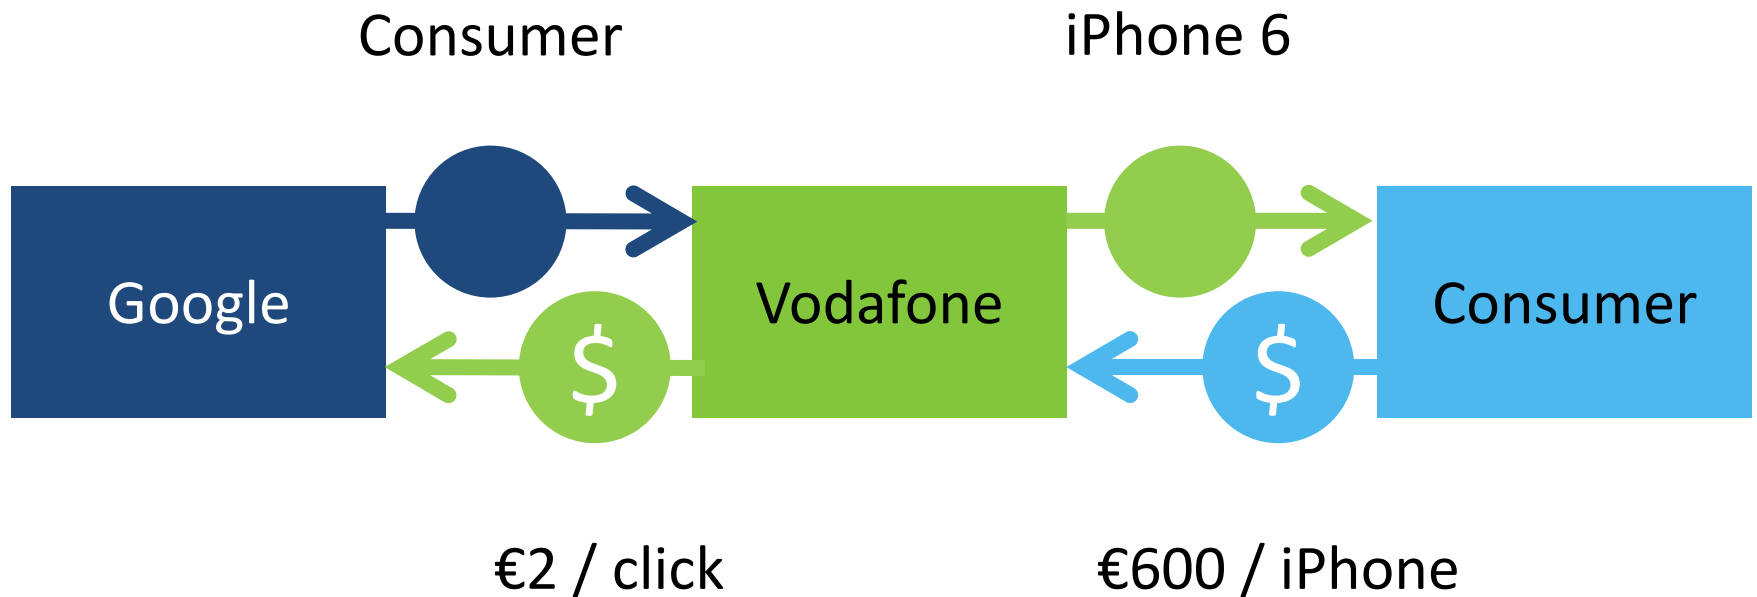 Consumer
iPhone 6
Google
Vodafone
Consumer
$
$
€2 / click
€600 / iPhone